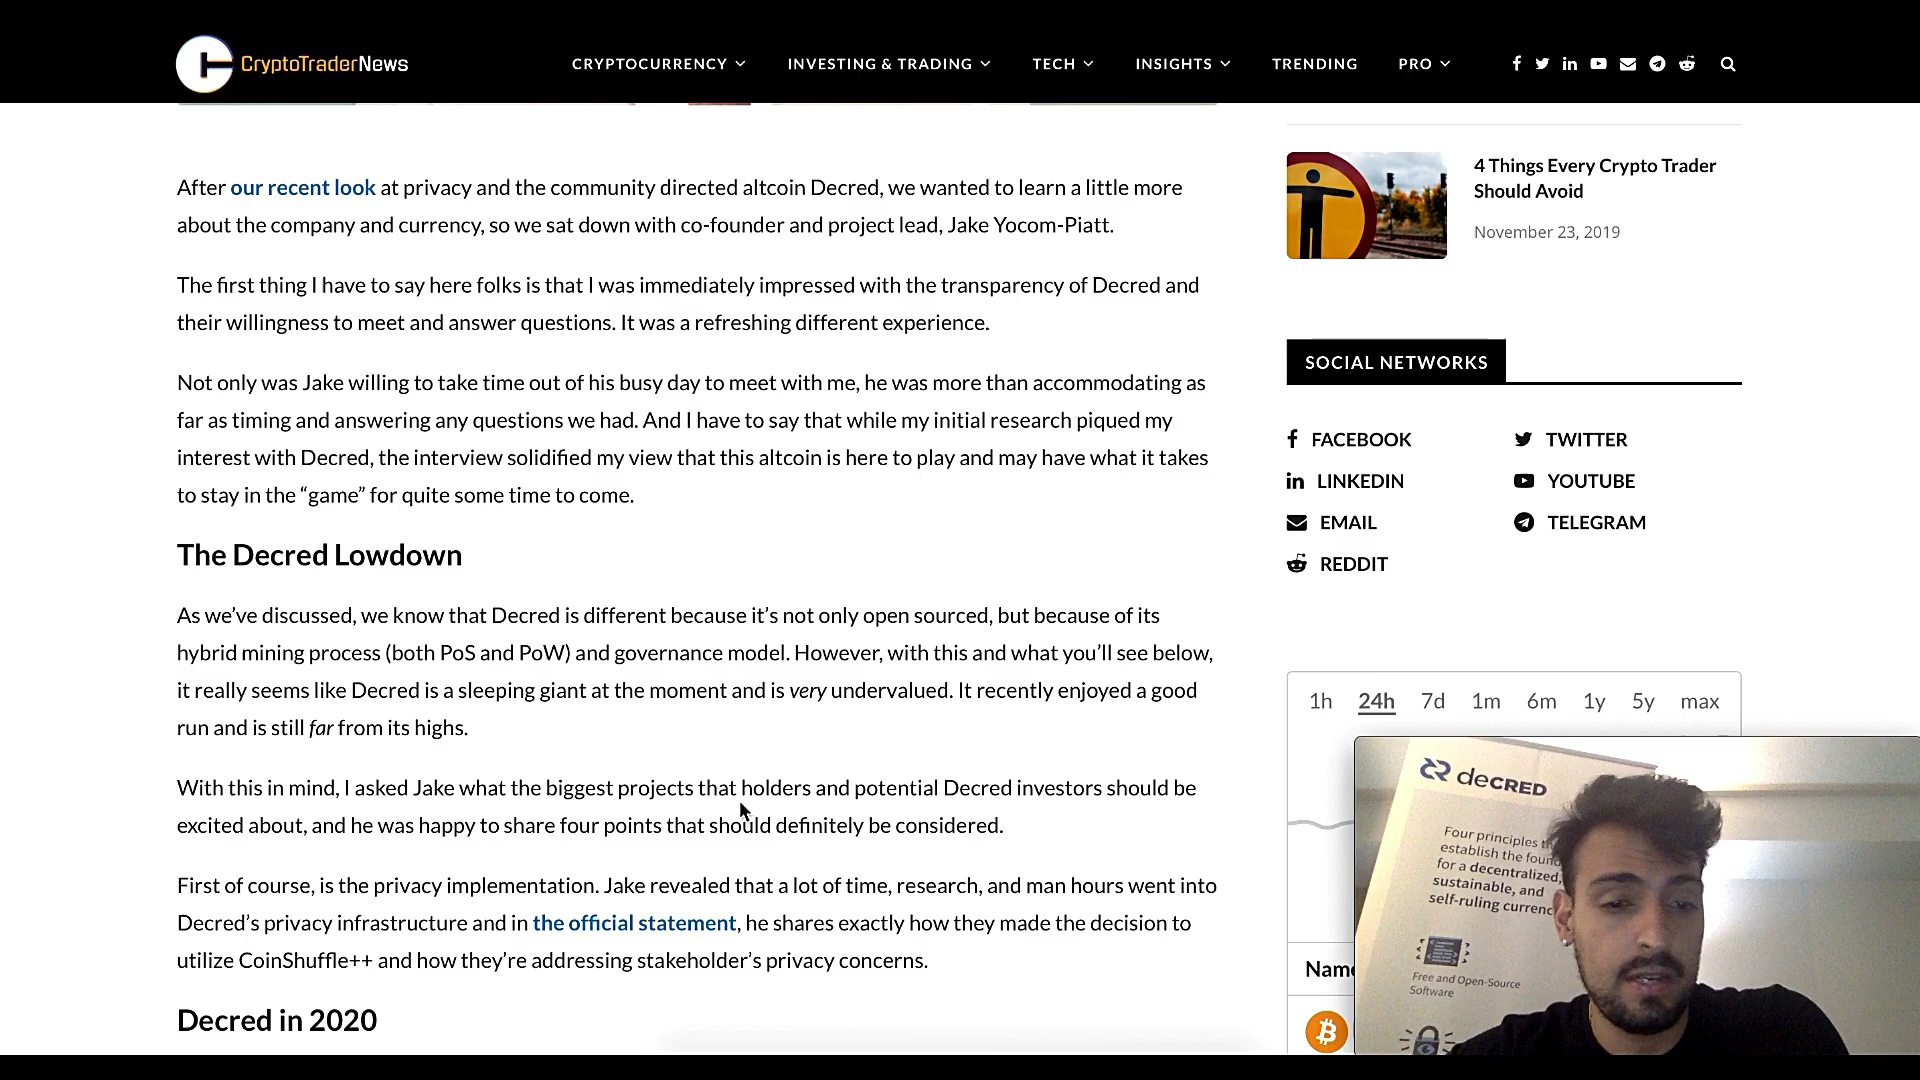 CryptoTraderNews
CRYPTOCURRENCY
INVESTING & TRADING
TECH
INSIGHTS
TRENDING
PRO
After our recent look at privacy and the community directed altcoin Decred, we wanted to learn a little more
about the company and currency, so we sat down with co-founder and project lead, Jake Yocom-Piatt.
The first thing I have to say here folks is that I was immediately impressed with the transparency of Decred and
their willingness to meet and answer questions. It was a refreshing different experience.
Not only was Jake willing to take time out of his busy day to meet with me, he was more than accommodating as
far as timing and answering any questions we had. And I have to say that while my initial research piqued my
interest with Decred, the interview solidified my view that this altcoin is here to play and may have what it takes
to stay in the “game” for quite some time to come.
The Decred Lowdown
As we’ve discussed, we know that Decred is different because it’s not only open sourced, but because of its
hybrid mining process (both PoS and PoW) and governance model. However, with this and what you’ll see below,
it really seems like Decred is a sleeping giant at the moment and is very undervalued. It recently enjoyed a good
run and is still far from its highs.
With this in mind, I asked Jake what the biggest projects that holders and potential Decred investors should be
excited about, and he was happy to share four points that should definitely be considered.
First of course, is the privacy implementation. Jake revealed that a lot of time, research, and man hours went into
Decred’s privacy infrastructure and in the official statement, he shares exactly how they made the decision to
utilize CoinShuffle++ and how they’re addressing stakeholder’s privacy concerns.
Decred in 2020
4 Things Every Crypto Trader
Should Avoid
November 23, 2019
SOCIAL NETWORKS
FACEBOOK
TWITTER
LINKEDIN
YOUTUBE
EMAIL
TELEGRAM
REDDIT
1h 24h 7d 1m 6m 1y 5y max
Name
decred
Four principles
establish the
for a decentralized,
sustainable, and
self-ruling
Free and Open-Source
Software